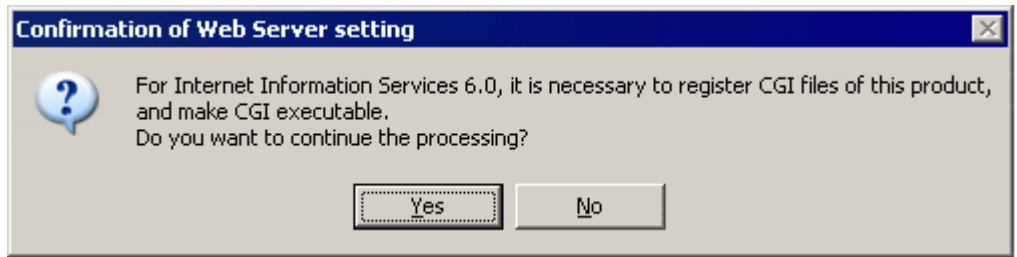 Confirmation of Web Server setting
For Internet Information Services 6.0, it is necessary to register CGI files of this product,
and make CGI executable.
Do you want to continue the processing?
Yes No